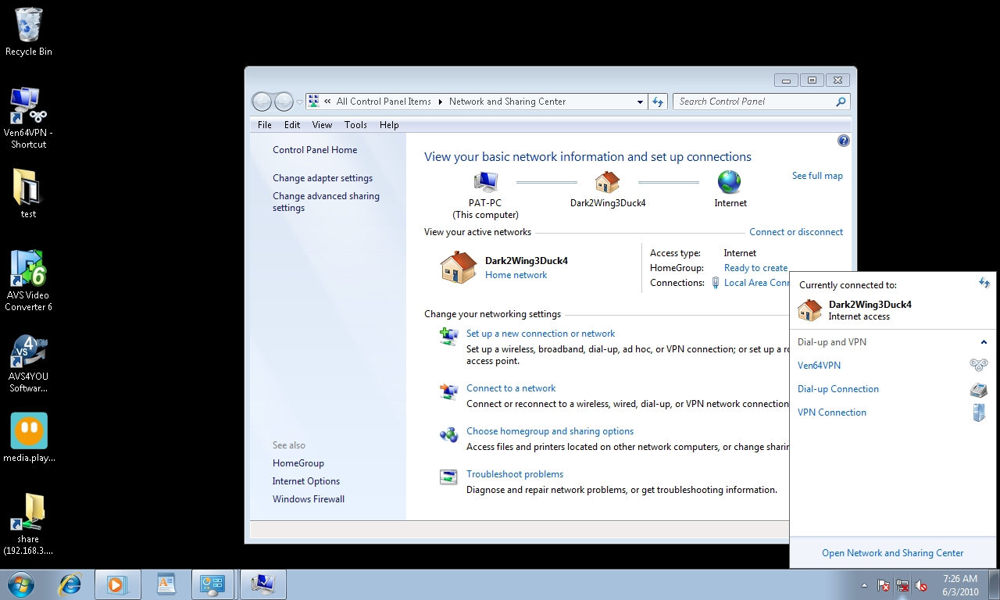 Recycle Bin
Ven64VPN -
Shortcut
test
AVS Video
Converter 6
AVS4YOU
Softwar...
media.play...
share
(192.168.3....
« All Control Panel Items ▸ Network and Sharing Center
Search Control Panel
File Edit View Tools Help
Control Panel Home
Change adapter settings
Change advanced sharing
settings
See also
HomeGroup
Internet Options
Windows Firewall
View your basic network information and set up connections
See full map
PAT-PC
(This computer)
Dark2Wing3Duck4
Internet
View your active networks
Connect or disconnect
Dark2Wing3Duck4
Home network
Access type: Internet
HomeGroup: Ready to create
Connections: Local Area Conn
Change your networking settings
Set up a new connection or network
Set up a wireless, broadband, dial-up, ad hoc, or VPN connection; or set up a ro
access point.
Connect to a network
Connect or reconnect to a wireless, wired, dial-up, or VPN network connection
Choose homegroup and sharing options
Access files and printers located on other network computers, or change sharin
Troubleshoot problems
Diagnose and repair network problems, or get troubleshooting information.
Currently connected to:
Dark2Wing3Duck4
Internet access
Dial-up and VPN
Ven64VPN
Dial-up Connection
VPN Connection
Open Network and Sharing Center
7:26 AM
6/3/2010